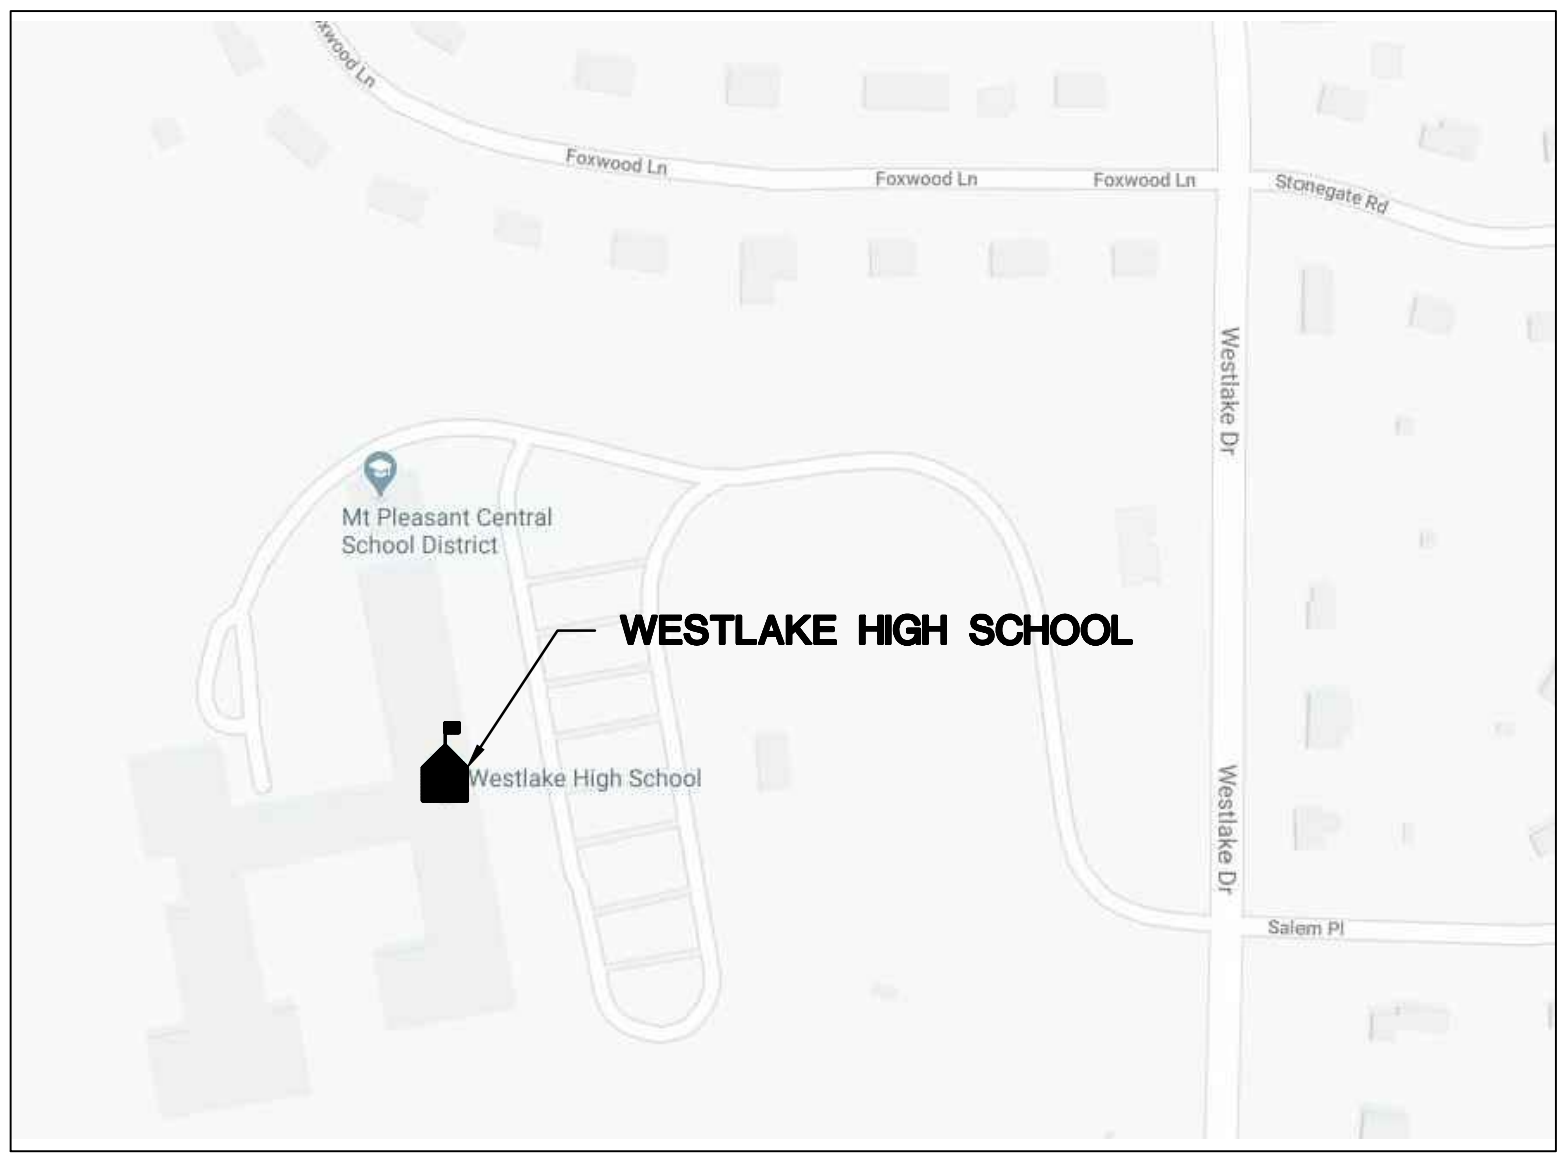 Foxwood Ln
Foxwood Ln
Foxwood Ln
Foxwood Ln
Stonegate Rd
Westlake Dr
Mt Pleasant Central
School District
WESTLAKE HIGH SCHOOL
Westlake High School
Westlake Dr
Salem Pl